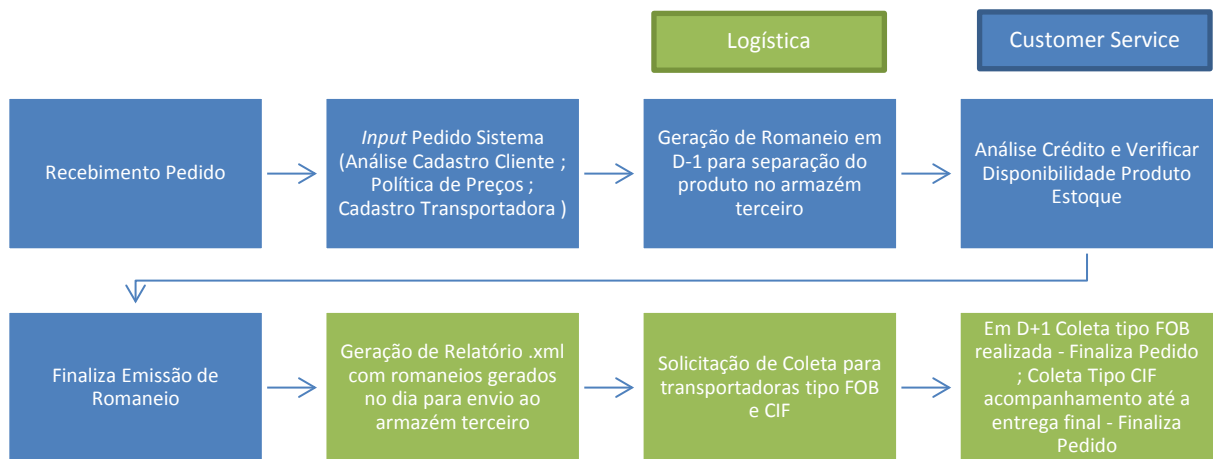 Logística
Customer Service
Recebimento Pedido
Input Pedido Sistema
(Análise Cadastro Cliente ;
Política de Preços ;
Cadastro Transportadora )
Geração de Romaneio em
D-1 para separação do
produto no armazém
terceiro
Análise Crédito e Verificar
Disponibilidade Produto
Estoque
Finaliza Emissão de
Romaneio
Geração de Relatório .xml
com romaneios gerados
no dia para envio ao
armazém terceiro
Solicitação de Coleta para
transportadoras tipo FOB
e CIF
Em D+1 Coleta tipo FOB
realizada - Finaliza Pedido
; Coleta Tipo CIF
acompanhamento até a
entrega final - Finaliza
Pedido